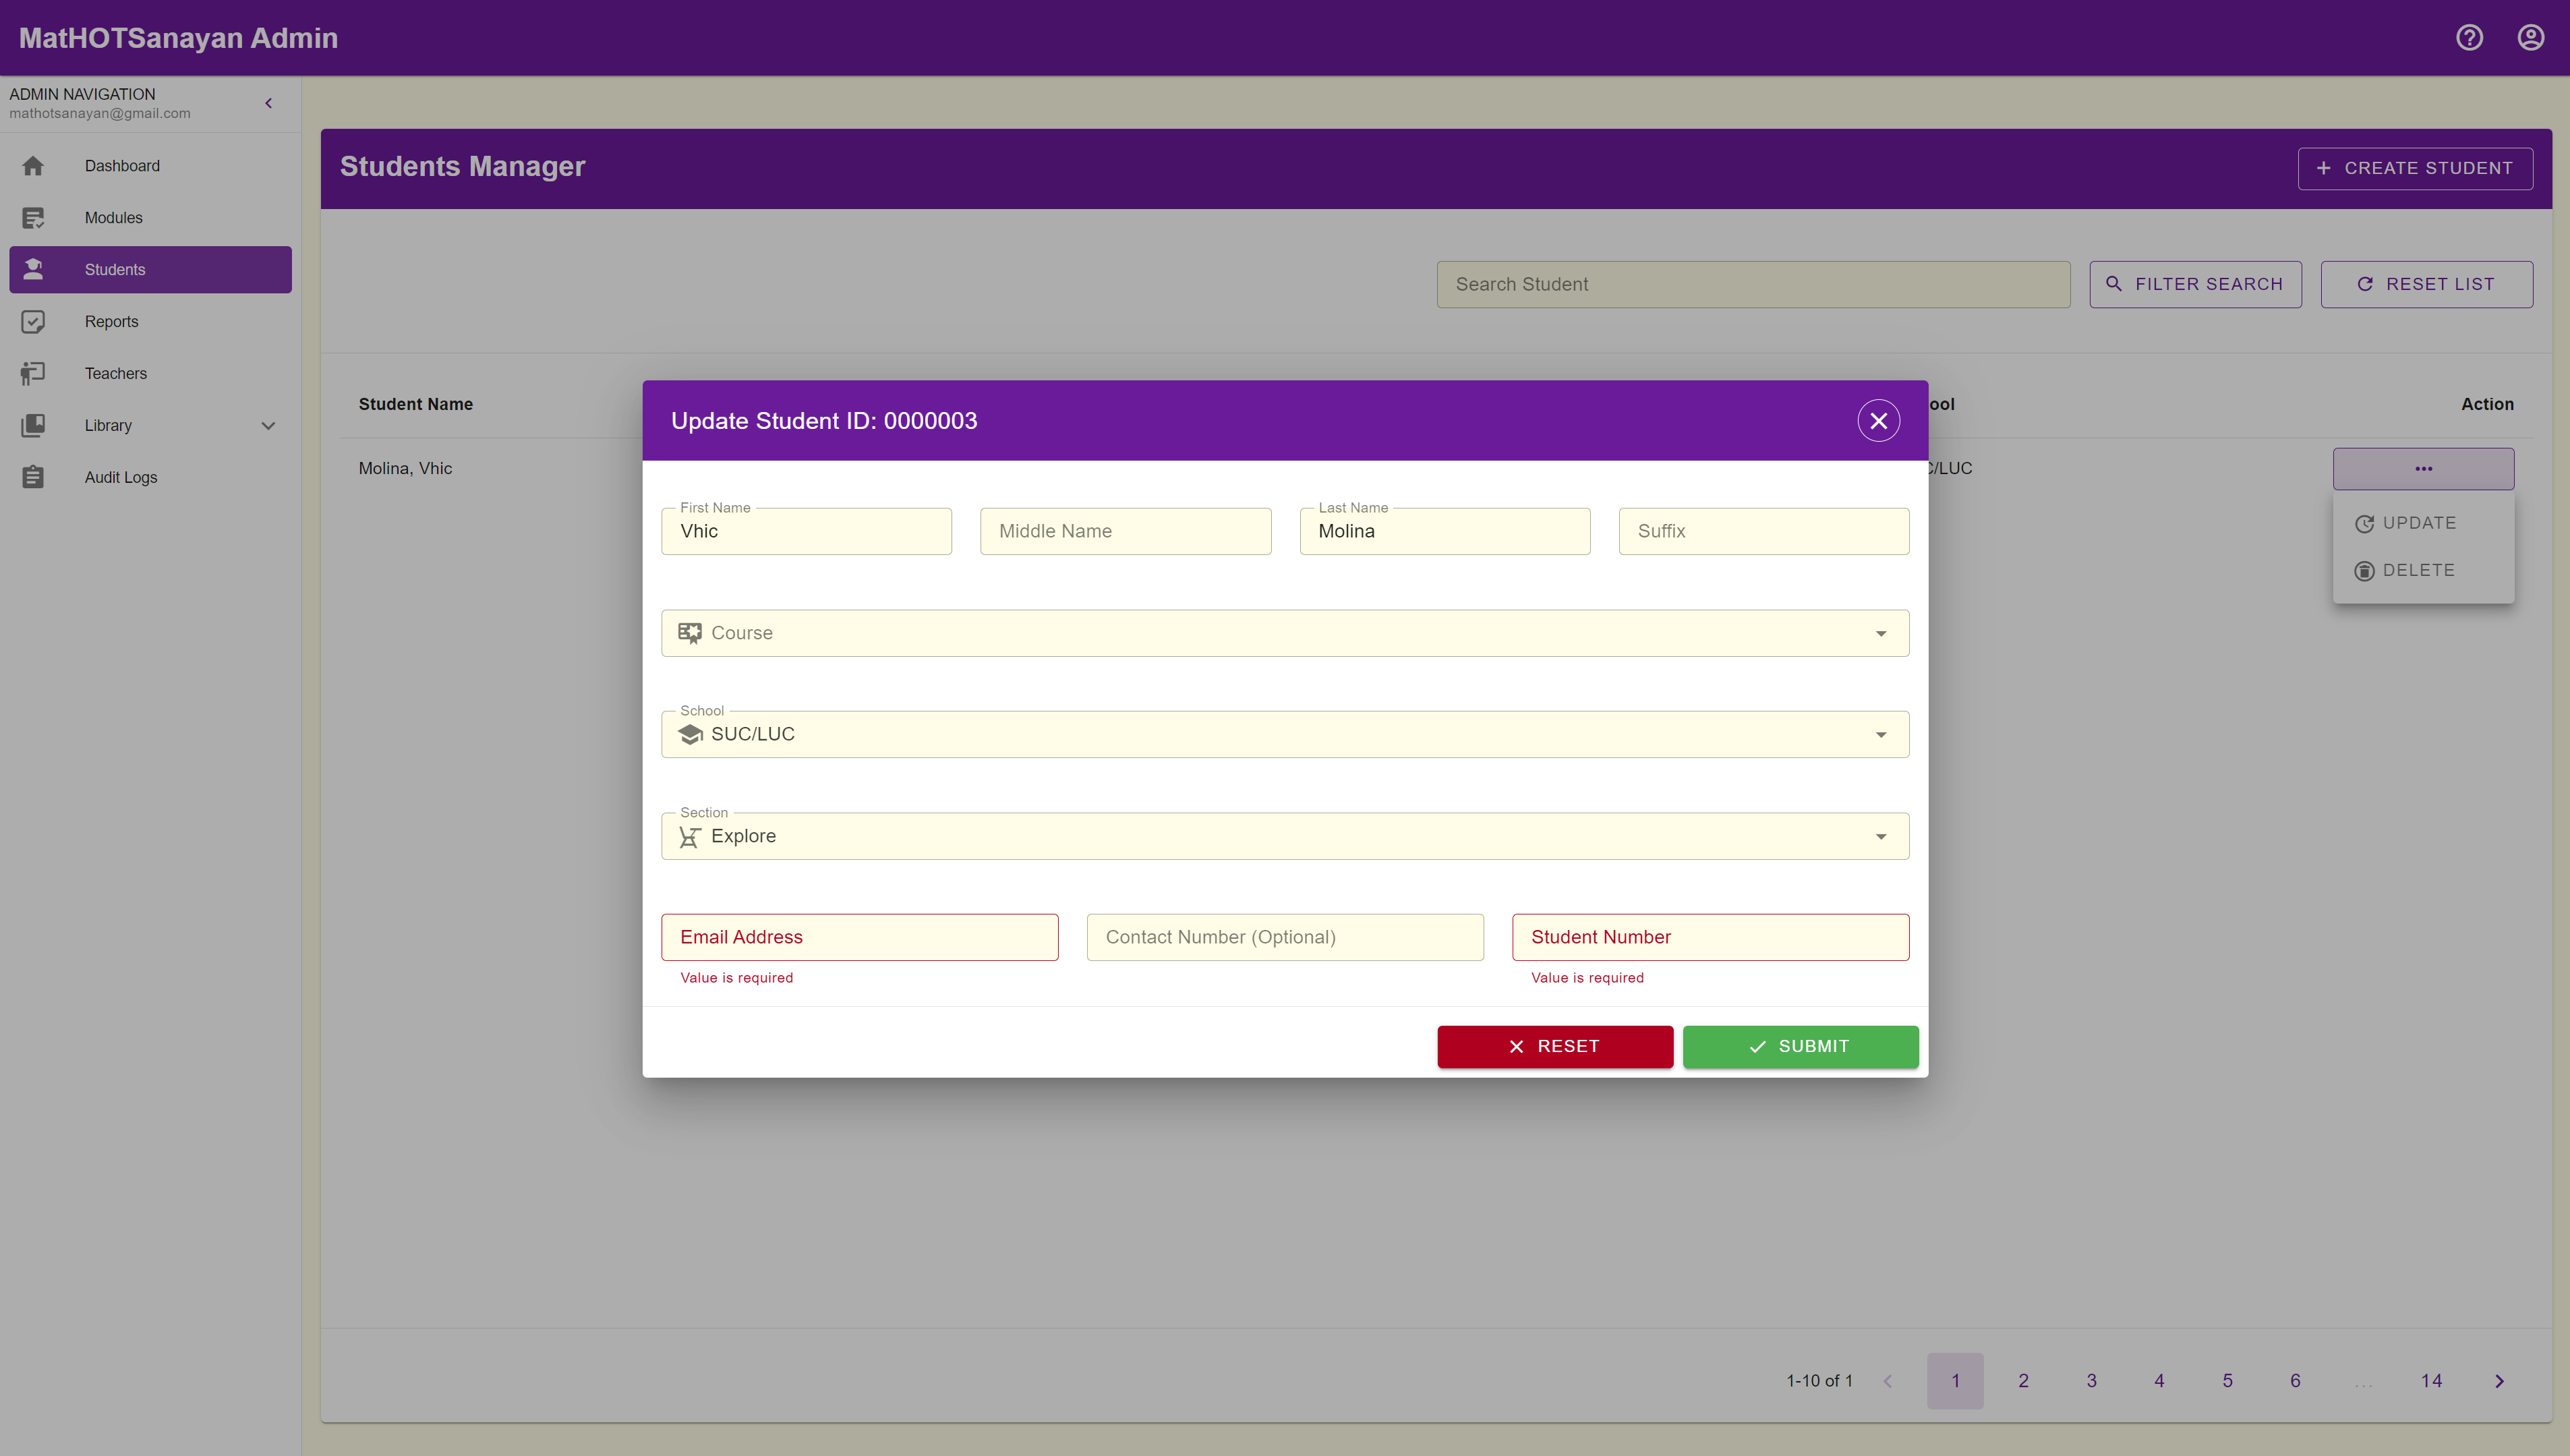 MatHOTSanayan Admin
ADMIN NAVIGATION
mathotsanayan@gmail.com
Dashboard
Modules
Students
Reports
Teachers
Library
Audit Logs
Students Manager
CREATE STUDENT
Search Student
FILTER SEARCH
RESET LIST
Student Name
ool
Action
Molina, Vhic
C/LUC
UPDATE
DELETE
Update Student ID: 0000003
First Name
Vhic
Middle Name
Last Name
Molina
Suffix
Course
School
SUC/LUC
Section
Explore
Email Address
Value is required
Contact Number (Optional)
Student Number
Value is required
RESET
SUBMIT
1-10 of 1
1 2 3 4 5 6 ... 14